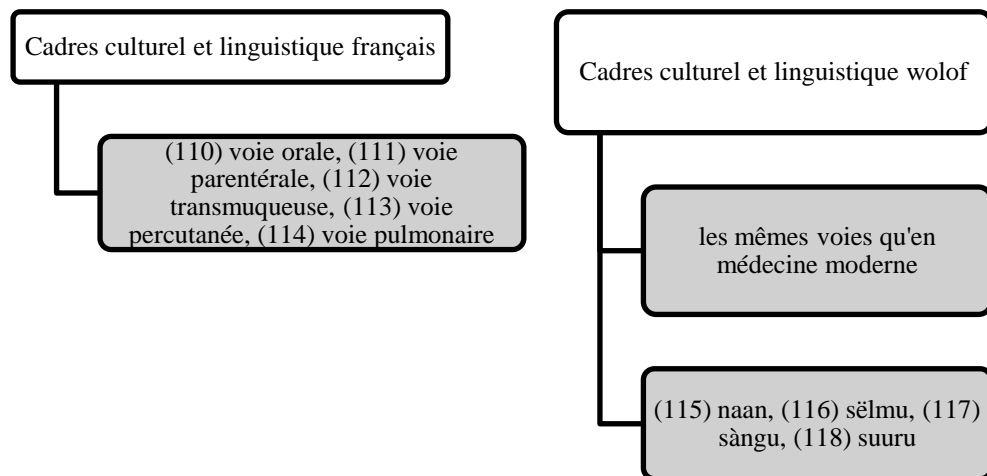 Cadres culturel et linguistique français
(110) voie orale, (111) voie
parentérale, (112) voie
transmuqueuse, (113) voie
percutanée, (114) voie pulmonaire
Cadres culturel et linguistique wolof
les mêmes voies qu'en
médecine moderne
(115) naan, (116) sëlmu, (117)
sàngu, (118) suuru